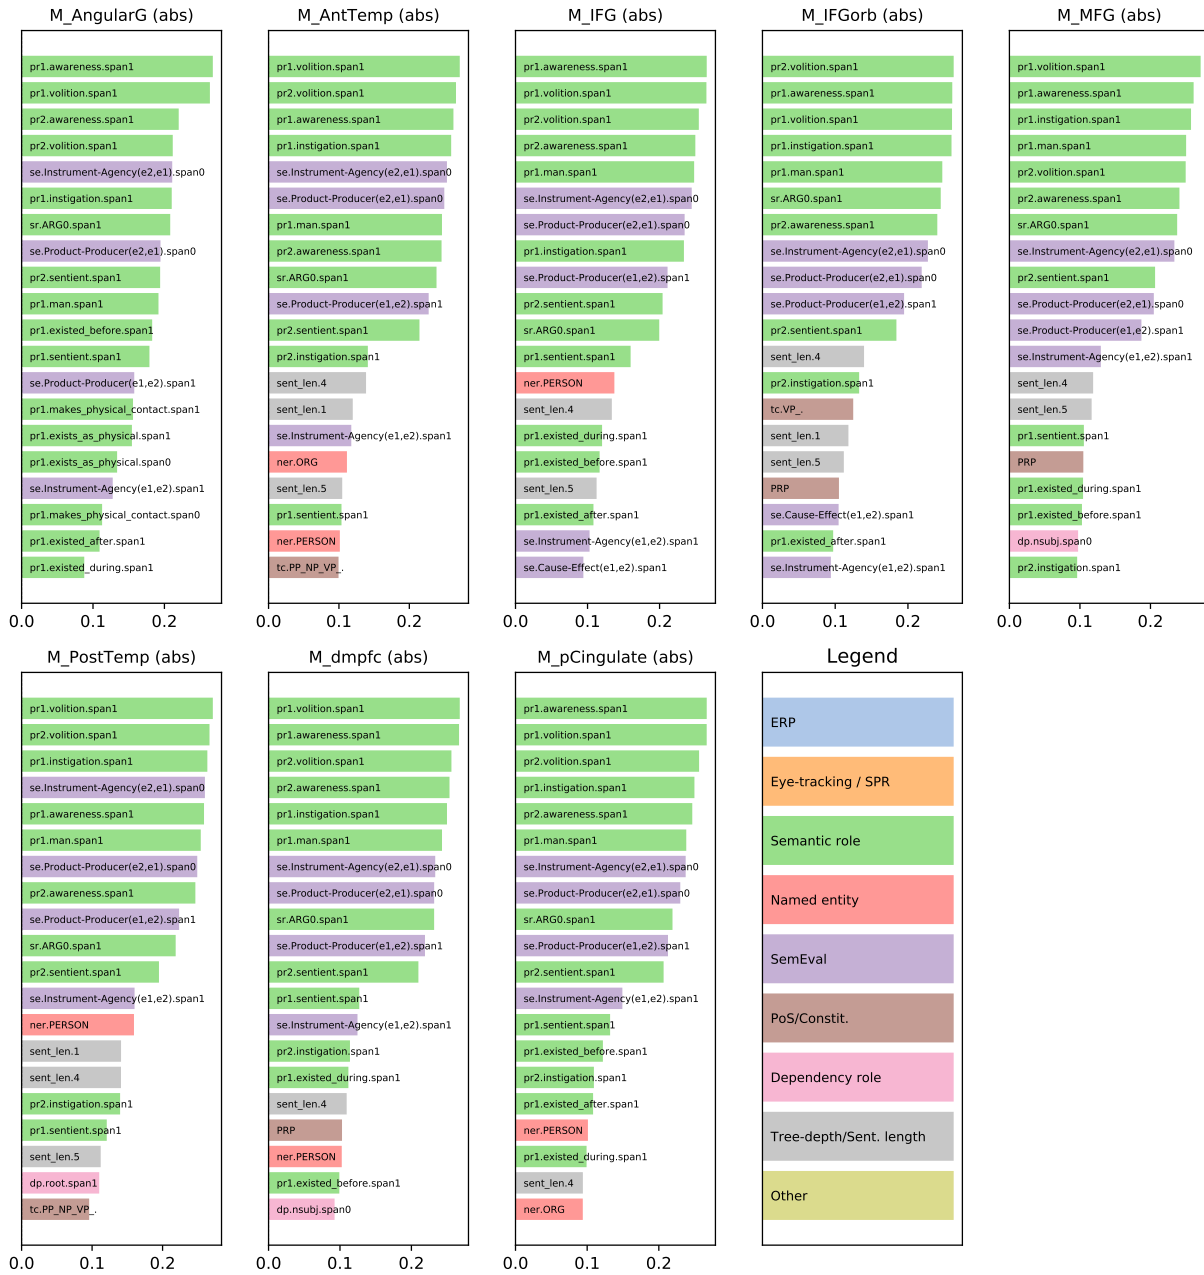 M_AngularG (abs)
pr1.awareness.span1
pr1.volition.span1
pr2.awareness.span1
pr2.volition.span1
se.Instrument-Agency(e2,e1).span0
pr1.instigation.span1
sr.ARG0.span1
se.Product-Producer(e2,e1).span0
pr2.sentient.span1
pr1.man.span1
pr1.existed_before.span1
pr1.sentient.span1
se.Product-Producer(e1,e2).span1
pr1.makes_physical_contact.span1
pr1.exists_as_physical.span1
pr1.exists_as_physical.span0
se.Instrument-Agency(e1,e2).span1
pr1.makes_physical_contact.span0
pr1.existed_after.span1
pr1.existed_during.span1
0.0 0.1 0.2
M_AntTemp (abs)
pr1.volition.span1
pr2.volition.span1
pr1.awareness.span1
pr1.instigation.span1
se.Instrument-Agency(e2,e1).span0
se.Product-Producer(e2,e1).span0
pr1.man.span1
pr2.awareness.span1
sr.ARG0.span1
se.Product-Producer(e1,e2).span1
pr2.sentient.span1
pr2.instigation.span1
sent_len.4
sent_len.1
se.Instrument-Agency(e1,e2).span1
ner.ORG
sent_len.5
pr1.sentient.span1
ner.PERSON
tc.PP_NP_VP_.
0.0 0.1 0.2
M_IFG (abs)
pr1.awareness.span1
pr1.volition.span1
pr2.volition.span1
pr2.awareness.span1
pr1.man.span1
se.Instrument-Agency(e2,e1).span0
se.Product-Producer(e2,e1).span0
pr1.instigation.span1
se.Product-Producer(e1,e2).span1
pr2.sentient.span1
sr.ARG0.span1
pr1.sentient.span1
ner.PERSON
sent_len.4
pr1.existed_during.span1
pr1.existed_before.span1
sent_len.5
pr1.existed_after.span1
se.Instrument-Agency(e1,e2).span1
se.Cause-Effect(e1,e2).span1
0.0 0.1 0.2
M_IFGorb (abs)
pr2.volition.span1
pr1.awareness.span1
pr1.volition.span1
pr1.instigation.span1
pr1.man.span1
sr.ARG0.span1
pr2.awareness.span1
se.Instrument-Agency(e2,e1).span0
se.Product-Producer(e2,e1).span0
se.Product-Producer(e1,e2).span1
pr2.sentient.span1
sent_len.4
pr2.instigation.span1
tc.VP_.
sent_len.1
sent_len.5
PRP
se.Cause-Effect(e1,e2).span1
pr1.existed_after.span1
se.Instrument-Agency(e1,e2).span1
0.0 0.1 0.2
M_MFG (abs)
pr1.volition.span1
pr1.awareness.span1
pr1.instigation.span1
pr1.man.span1
pr2.volition.span1
pr2.awareness.span1
sr.ARG0.span1
se.Instrument-Agency(e2,e1).span0
pr2.sentient.span1
se.Product-Producer(e2,e1).span0
se.Product-Producer(e1,e2).span1
se.Instrument-Agency(e1,e2).span1
sent_len.4
sent_len.5
pr1.sentient.span1
PRP
pr1.existed_during.span1
pr1.existed_before.span1
dp.nsubj.span0
pr2.instigation.span1
0.0 0.1 0.2
M_PostTemp (abs)
pr1.volition.span1
pr2.volition.span1
pr1.instigation.span1
se.Instrument-Agency(e2,e1).span0
pr1.awareness.span1
pr1.man.span1
se.Product-Producer(e2,e1).span0
pr2.awareness.span1
se.Product-Producer(e1,e2).span1
sr.ARG0.span1
pr2.sentient.span1
se.Instrument-Agency(e1,e2).span1
ner.PERSON
sent_len.1
sent_len.4
pr2.instigation.span1
pr1.sentient.span1
sent_len.5
dp.root.span1
tc.PP_NP_VP_.
0.0 0.1 0.2
M_dmpfc (abs)
pr1.volition.span1
pr1.awareness.span1
pr2.volition.span1
pr2.awareness.span1
pr1.instigation.span1
pr1.man.span1
se.Instrument-Agency(e2,e1).span0
se.Product-Producer(e2,e1).span0
sr.ARG0.span1
se.Product-Producer(e1,e2).span1
pr2.sentient.span1
pr1.sentient.span1
se.Instrument-Agency(e1,e2).span1
pr2.instigation.span1
pr1.existed_during.span1
sent_len.4
PRP
ner.PERSON
pr1.existed_before.span1
dp.nsubj.span0
0.0 0.1 0.2
M_pCingulate (abs)
pr1.awareness.span1
pr1.volition.span1
pr2.volition.span1
pr1.instigation.span1
pr2.awareness.span1
pr1.man.span1
se.Instrument-Agency(e2,e1).span0
se.Product-Producer(e2,e1).span0
sr.ARG0.span1
se.Product-Producer(e1,e2).span1
pr2.sentient.span1
se.Instrument-Agency(e1,e2).span1
pr1.sentient.span1
pr1.existed_before.span1
pr2.instigation.span1
pr1.existed_after.span1
ner.PERSON
pr1.existed_during.span1
sent_len.4
ner.ORG
0.0 0.1 0.2
Legend
ERP
Eye-tracking / SPR
Semantic role
Named entity
SemEval
PoS/Constit.
Dependency role
Tree-depth/Sent. length
Other